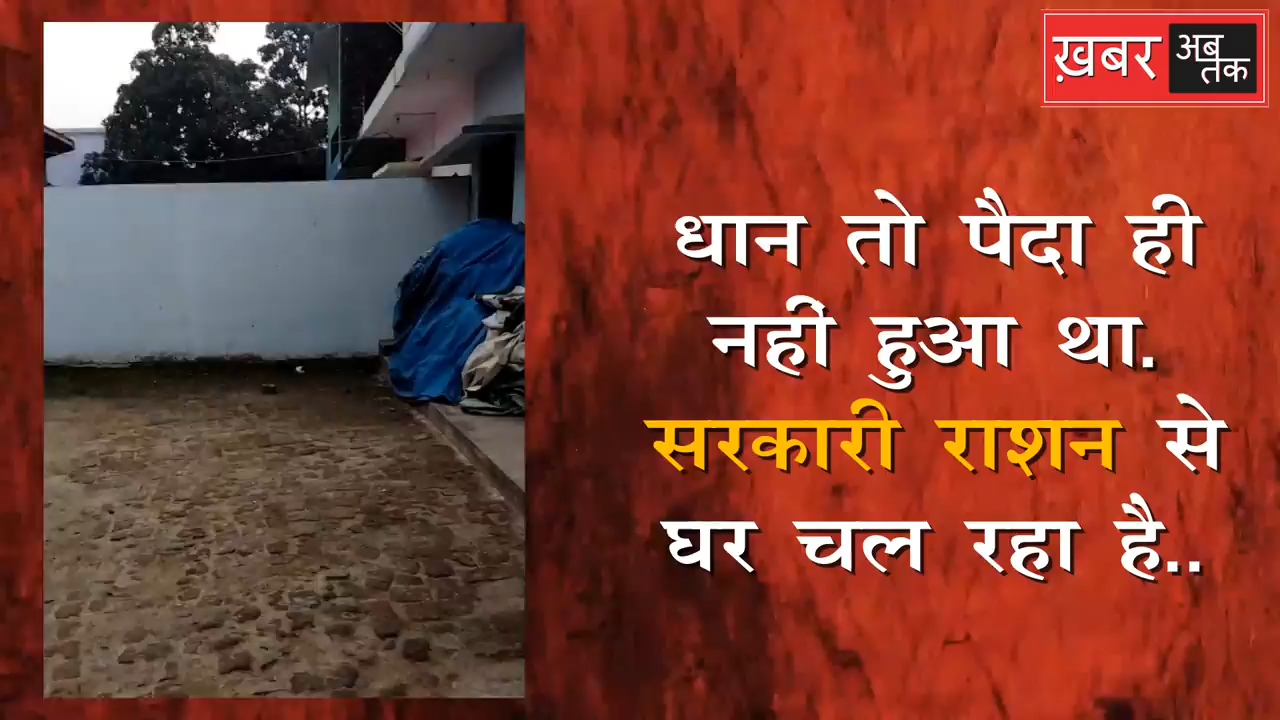 ख़बर अब तक
धान तो पैदा ही
नहीं हुआ था.
सरकारी राशन से
घर चल रहा है..